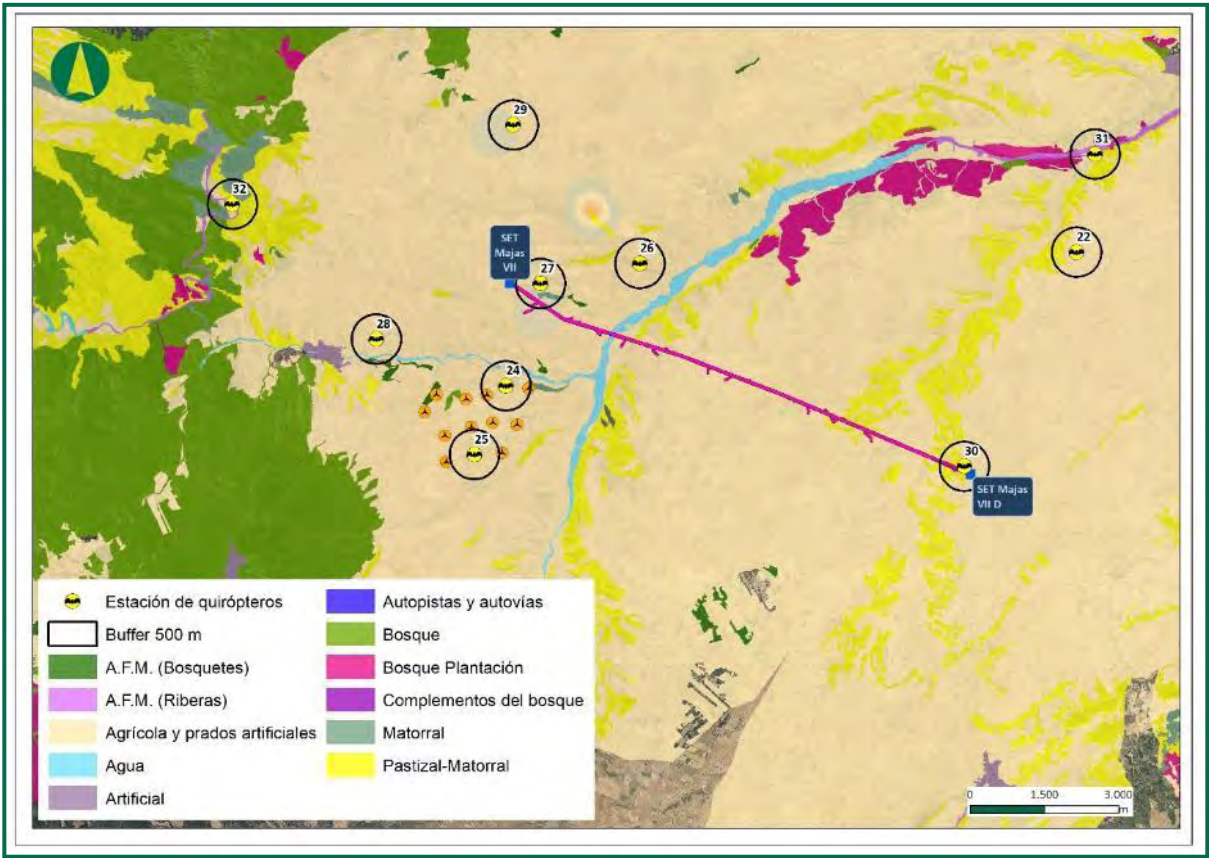 29
31
32
22
26
SET
Majas
VII
27
28
24
25
30
SET Majas
VII D
Estación de quirópteros
Buffer 500 m
A.F.M. (Bosquetes)
A.F.M. (Riberas)
Agrícola y prados artificiales
Agua
Artificial
Autopistas y autovías
Bosque
Bosque Plantación
Complementos del bosque
Matorral
Pastizal-Matorral
0 1.500 3.000
m